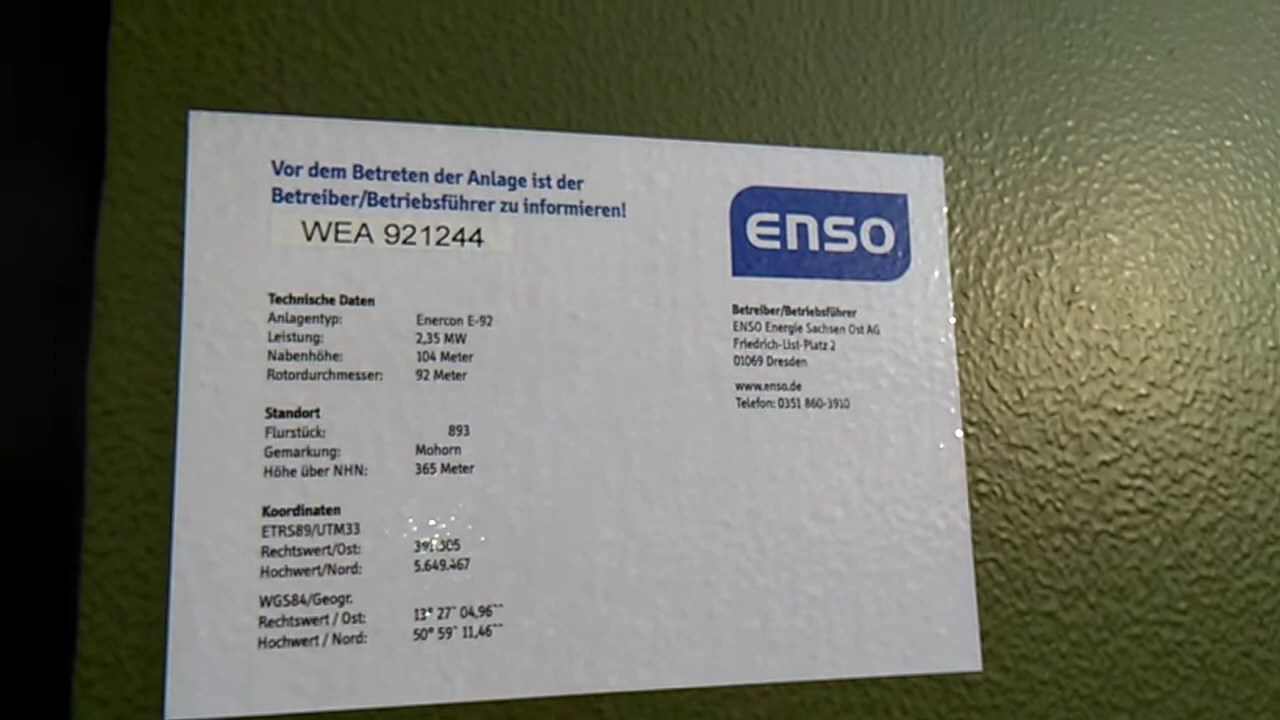 Vor dem Betreten der Anlage ist der
Betreiber/Betriebsführer zu informieren!
WEA 921244
ENSO
Technische Daten
Anlagentyp: Enercon E-92
Leistung: 2,35 MW
Nabenhöhe: 104 Meter
Rotordurchmesser: 92 Meter
Standort
Flurstück: 893
Gemarkung: Mohorn
Höhe über NHN: 365 Meter
Koordinaten
ETRS89/UTM33
Rechtswert/Ost:
Hochwert/Nord: 5.649.467
WGS84/Geogr.
Rechtswert / Ost: 13° 27´ 04,96´´
Hochwert / Nord: 50° 59´ 11,46´´
Betreiber/Betriebsführer
ENSO Energie Sachsen Ost AG
Friedrich-List-Platz 2
01069 Dresden
www.enso.de
Telefon: 0351 860-3910